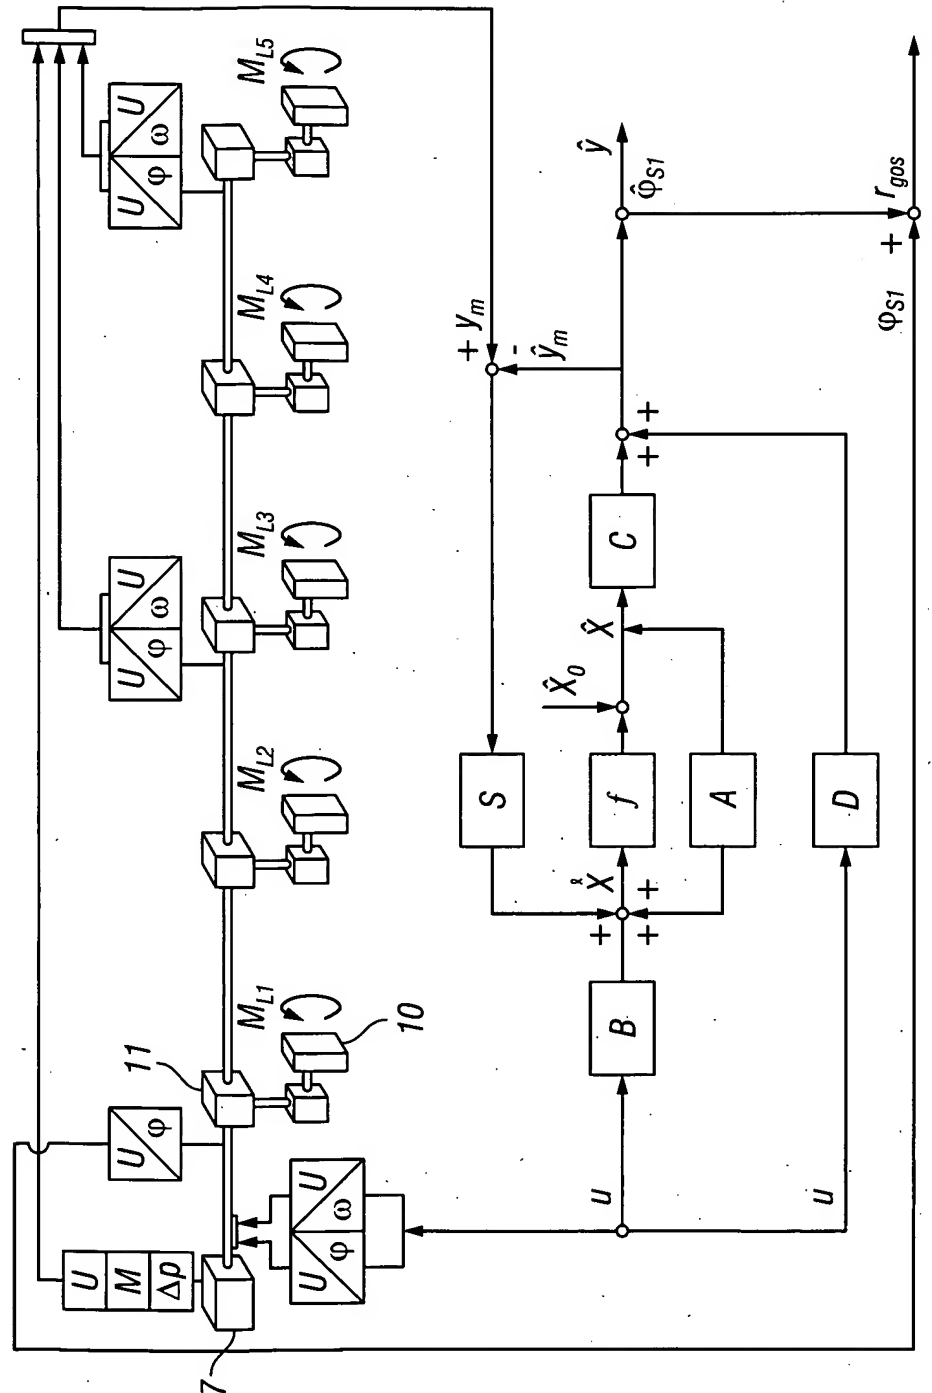 U
M
Δp
7
U
φ
11
U
φ
ω
U
U
φ
ω
U
U
φ
ω
U
M_L1
M_L2
M_L3
M_L4
M_L5
10
+ y_m
-
ŷ_m
S
u
B
+
+
+
Ẋ
f
X̂_0
X̂
A
C
+
+
φ̂_S1
ŷ
u
D
φ_S1
+
r_gos